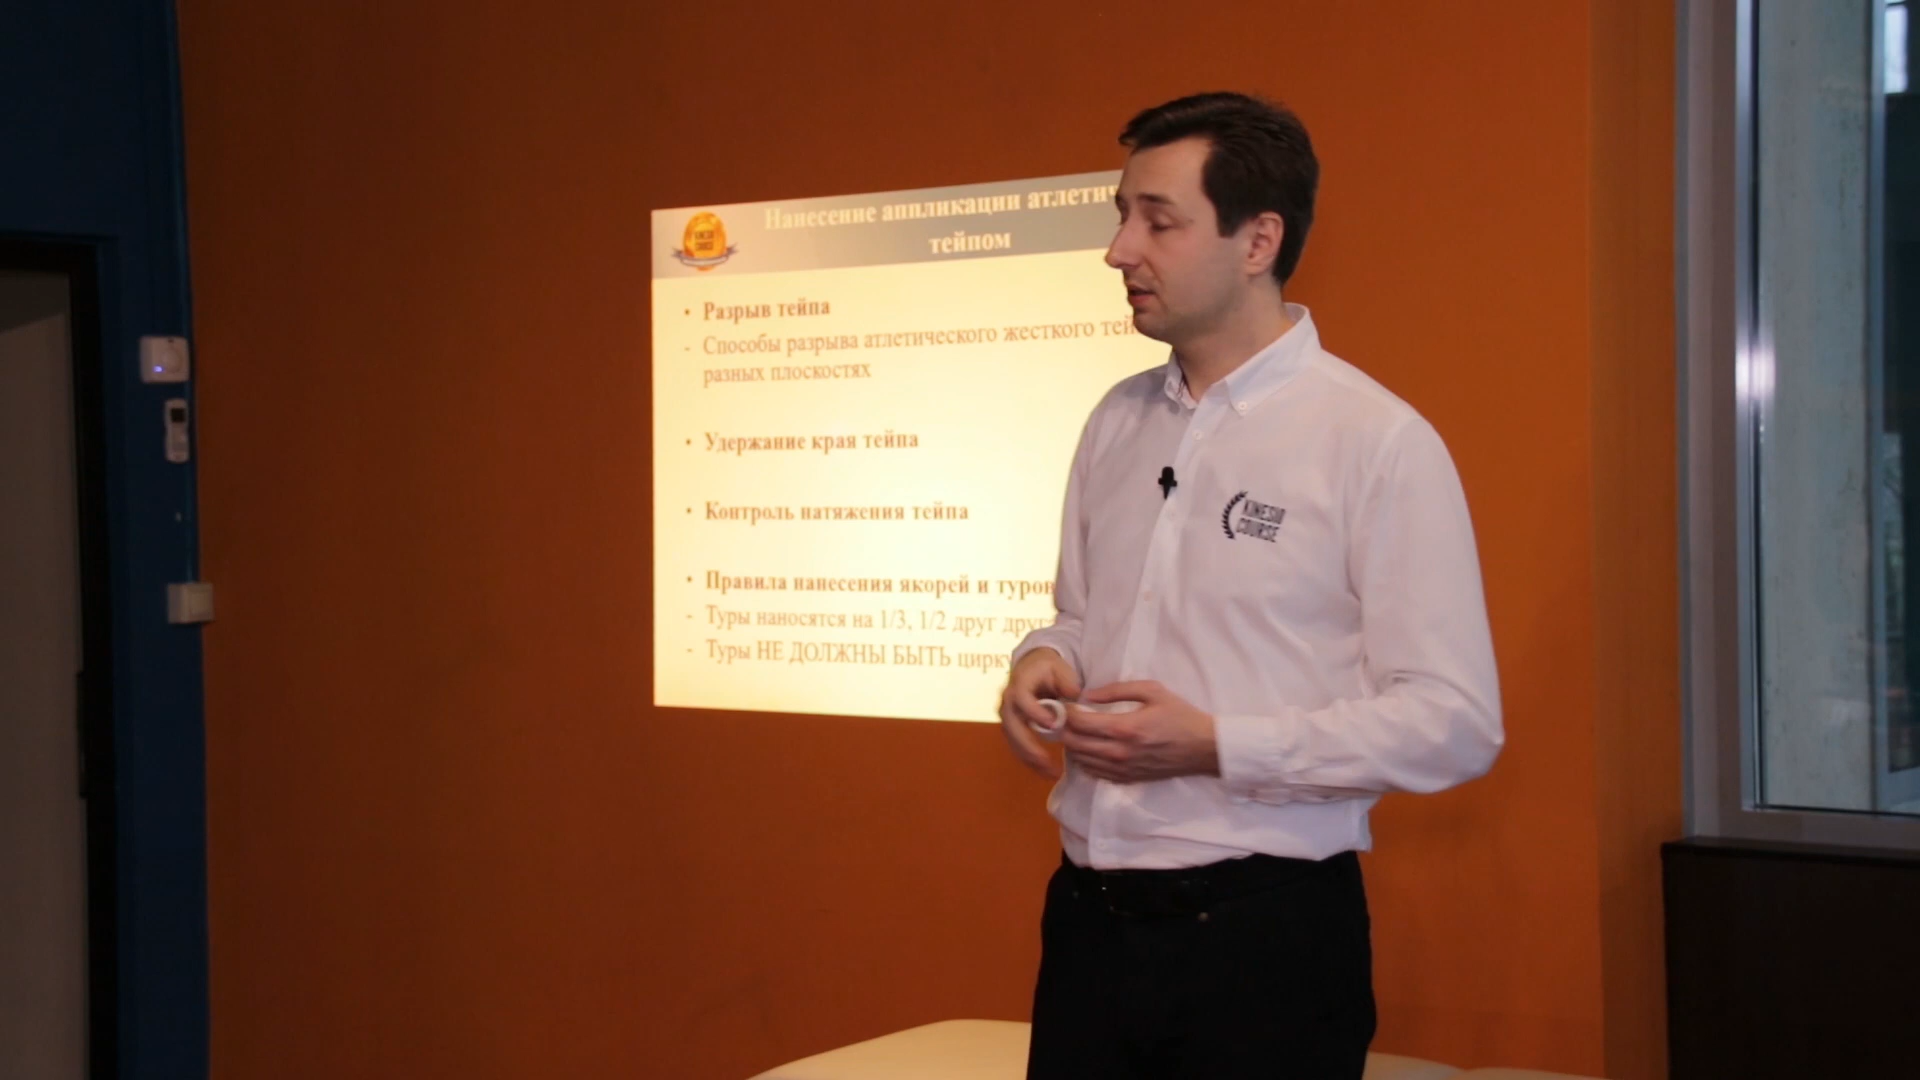 Нанесение аппликации атлетич
тейпом
KINESIO
COURSE
• Разрыв тейпа
- Способы разрыва атлетического жесткого тей
разных плоскостях
• Удержание края тейпа
• Контроль натяжения тейпа
• Правила нанесения якорей и туров
- Туры наносятся на 1/3, 1/2 друг друг
- Туры НЕ ДОЛЖНЫ БЫТЬ цирку
KINESIO
COURSE